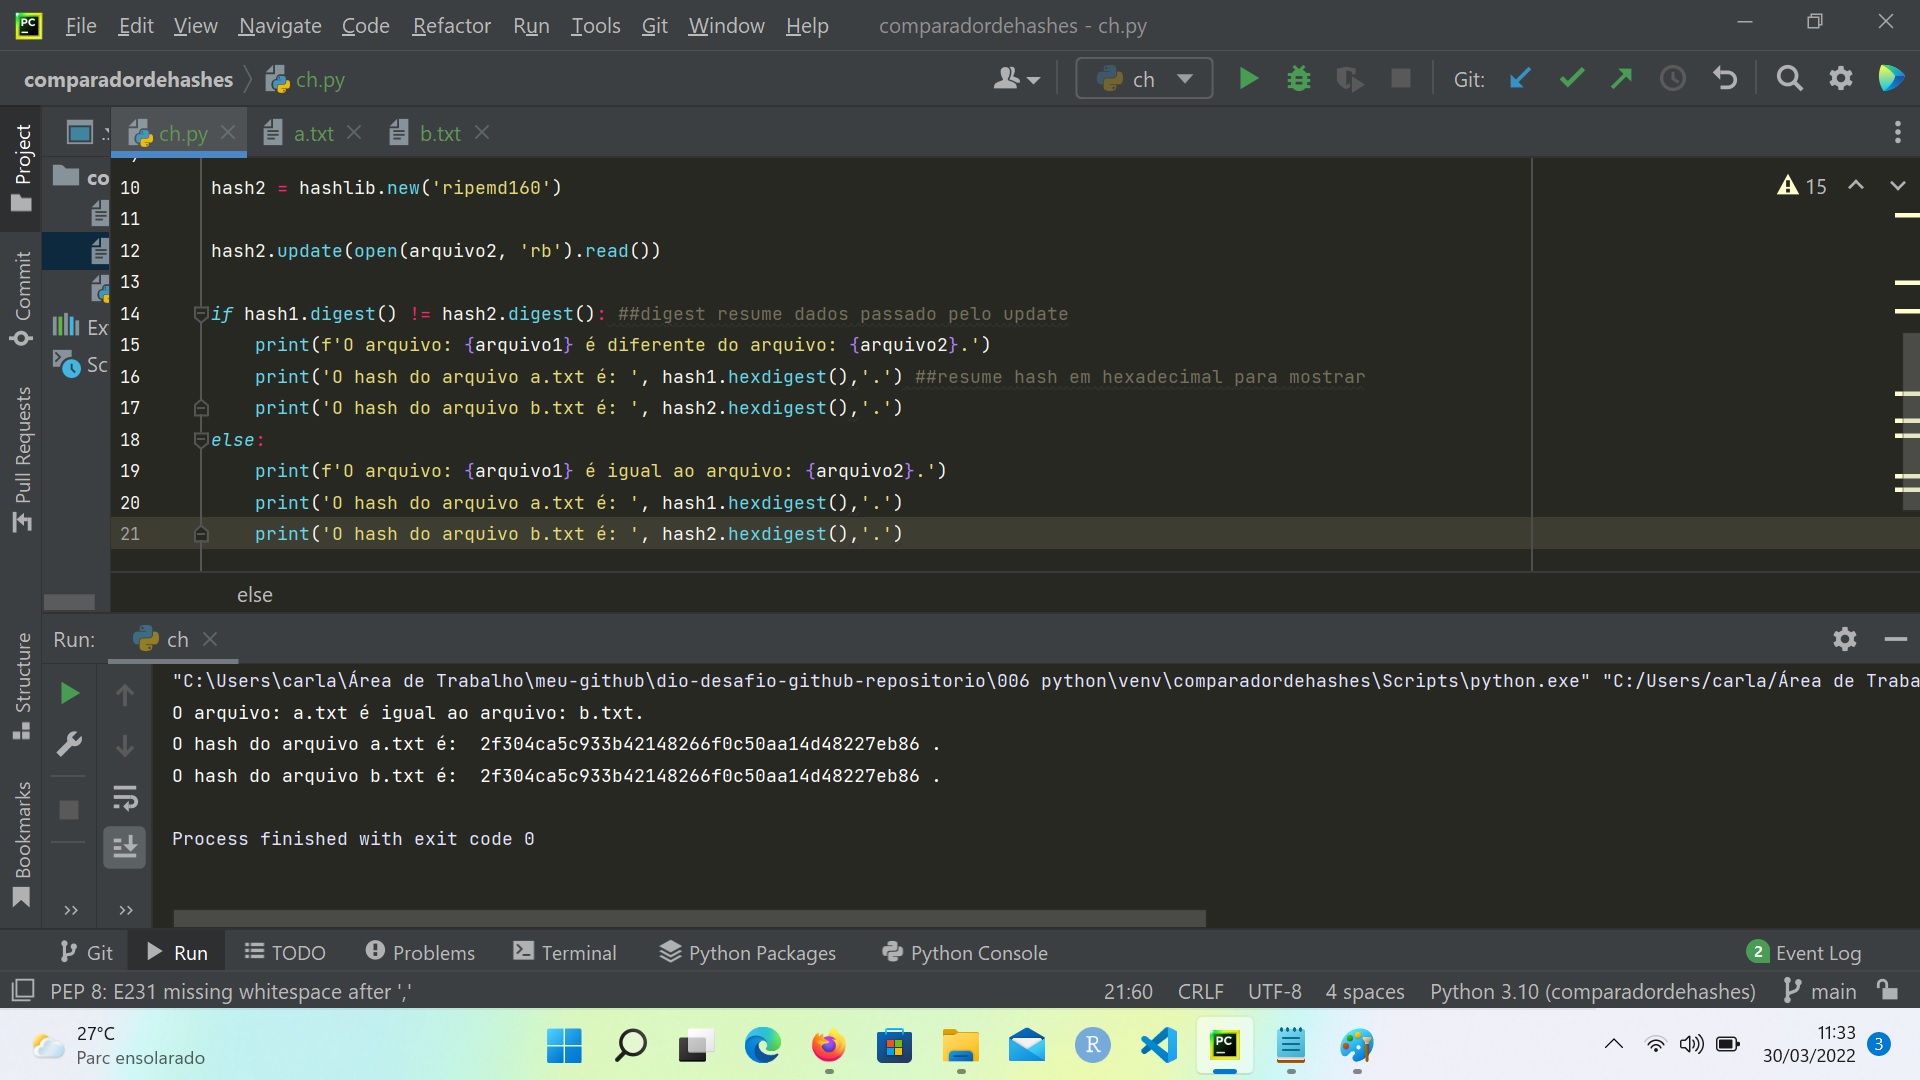 PC File Edit View Navigate Code Refactor Run Tools Git Window Help comparadordehashes - ch.py
comparadordehashes ch.py ch Git:
ch.py a.txt b.txt
Project
Commit
Pull Requests
Structure
Bookmarks
co
Ex
Sc
15
10 hash2 = hashlib.new('ripemd160')
11
12 hash2.update(open(arquivo2, 'rb').read())
13
14 if hash1.digest() != hash2.digest(): ##digest resume dados passado pelo update
15 print(f'O arquivo: {arquivo1} é diferente do arquivo: {arquivo2}.')
16 print('O hash do arquivo a.txt é: ', hash1.hexdigest(),'.') ##resume hash em hexadecimal para mostrar
17 print('O hash do arquivo b.txt é: ', hash2.hexdigest(),'.')
18 else:
19 print(f'O arquivo: {arquivo1} é igual ao arquivo: {arquivo2}.')
20 print('O hash do arquivo a.txt é: ', hash1.hexdigest(),'.')
21 print('O hash do arquivo b.txt é: ', hash2.hexdigest(),'.')
else
Run: ch
"C:\Users\carla\Área de Trabalho\meu-github\dio-desafio-github-repositorio\006 python\venv\comparadordehashes\Scripts\python.exe" "C:/Users/carla/Área de Traba
O arquivo: a.txt é igual ao arquivo: b.txt.
O hash do arquivo a.txt é:  2f304ca5c933b42148266f0c50aa14d48227eb86 .
O hash do arquivo b.txt é:  2f304ca5c933b42148266f0c50aa14d48227eb86 .
Process finished with exit code 0
Git Run TODO Problems Terminal Python Packages Python Console 2 Event Log
PEP 8: E231 missing whitespace after ',' 21:60 CRLF UTF-8 4 spaces Python 3.10 (comparadordehashes) main
27°C
Parc ensolarado
R
PC
11:33
30/03/2022
3